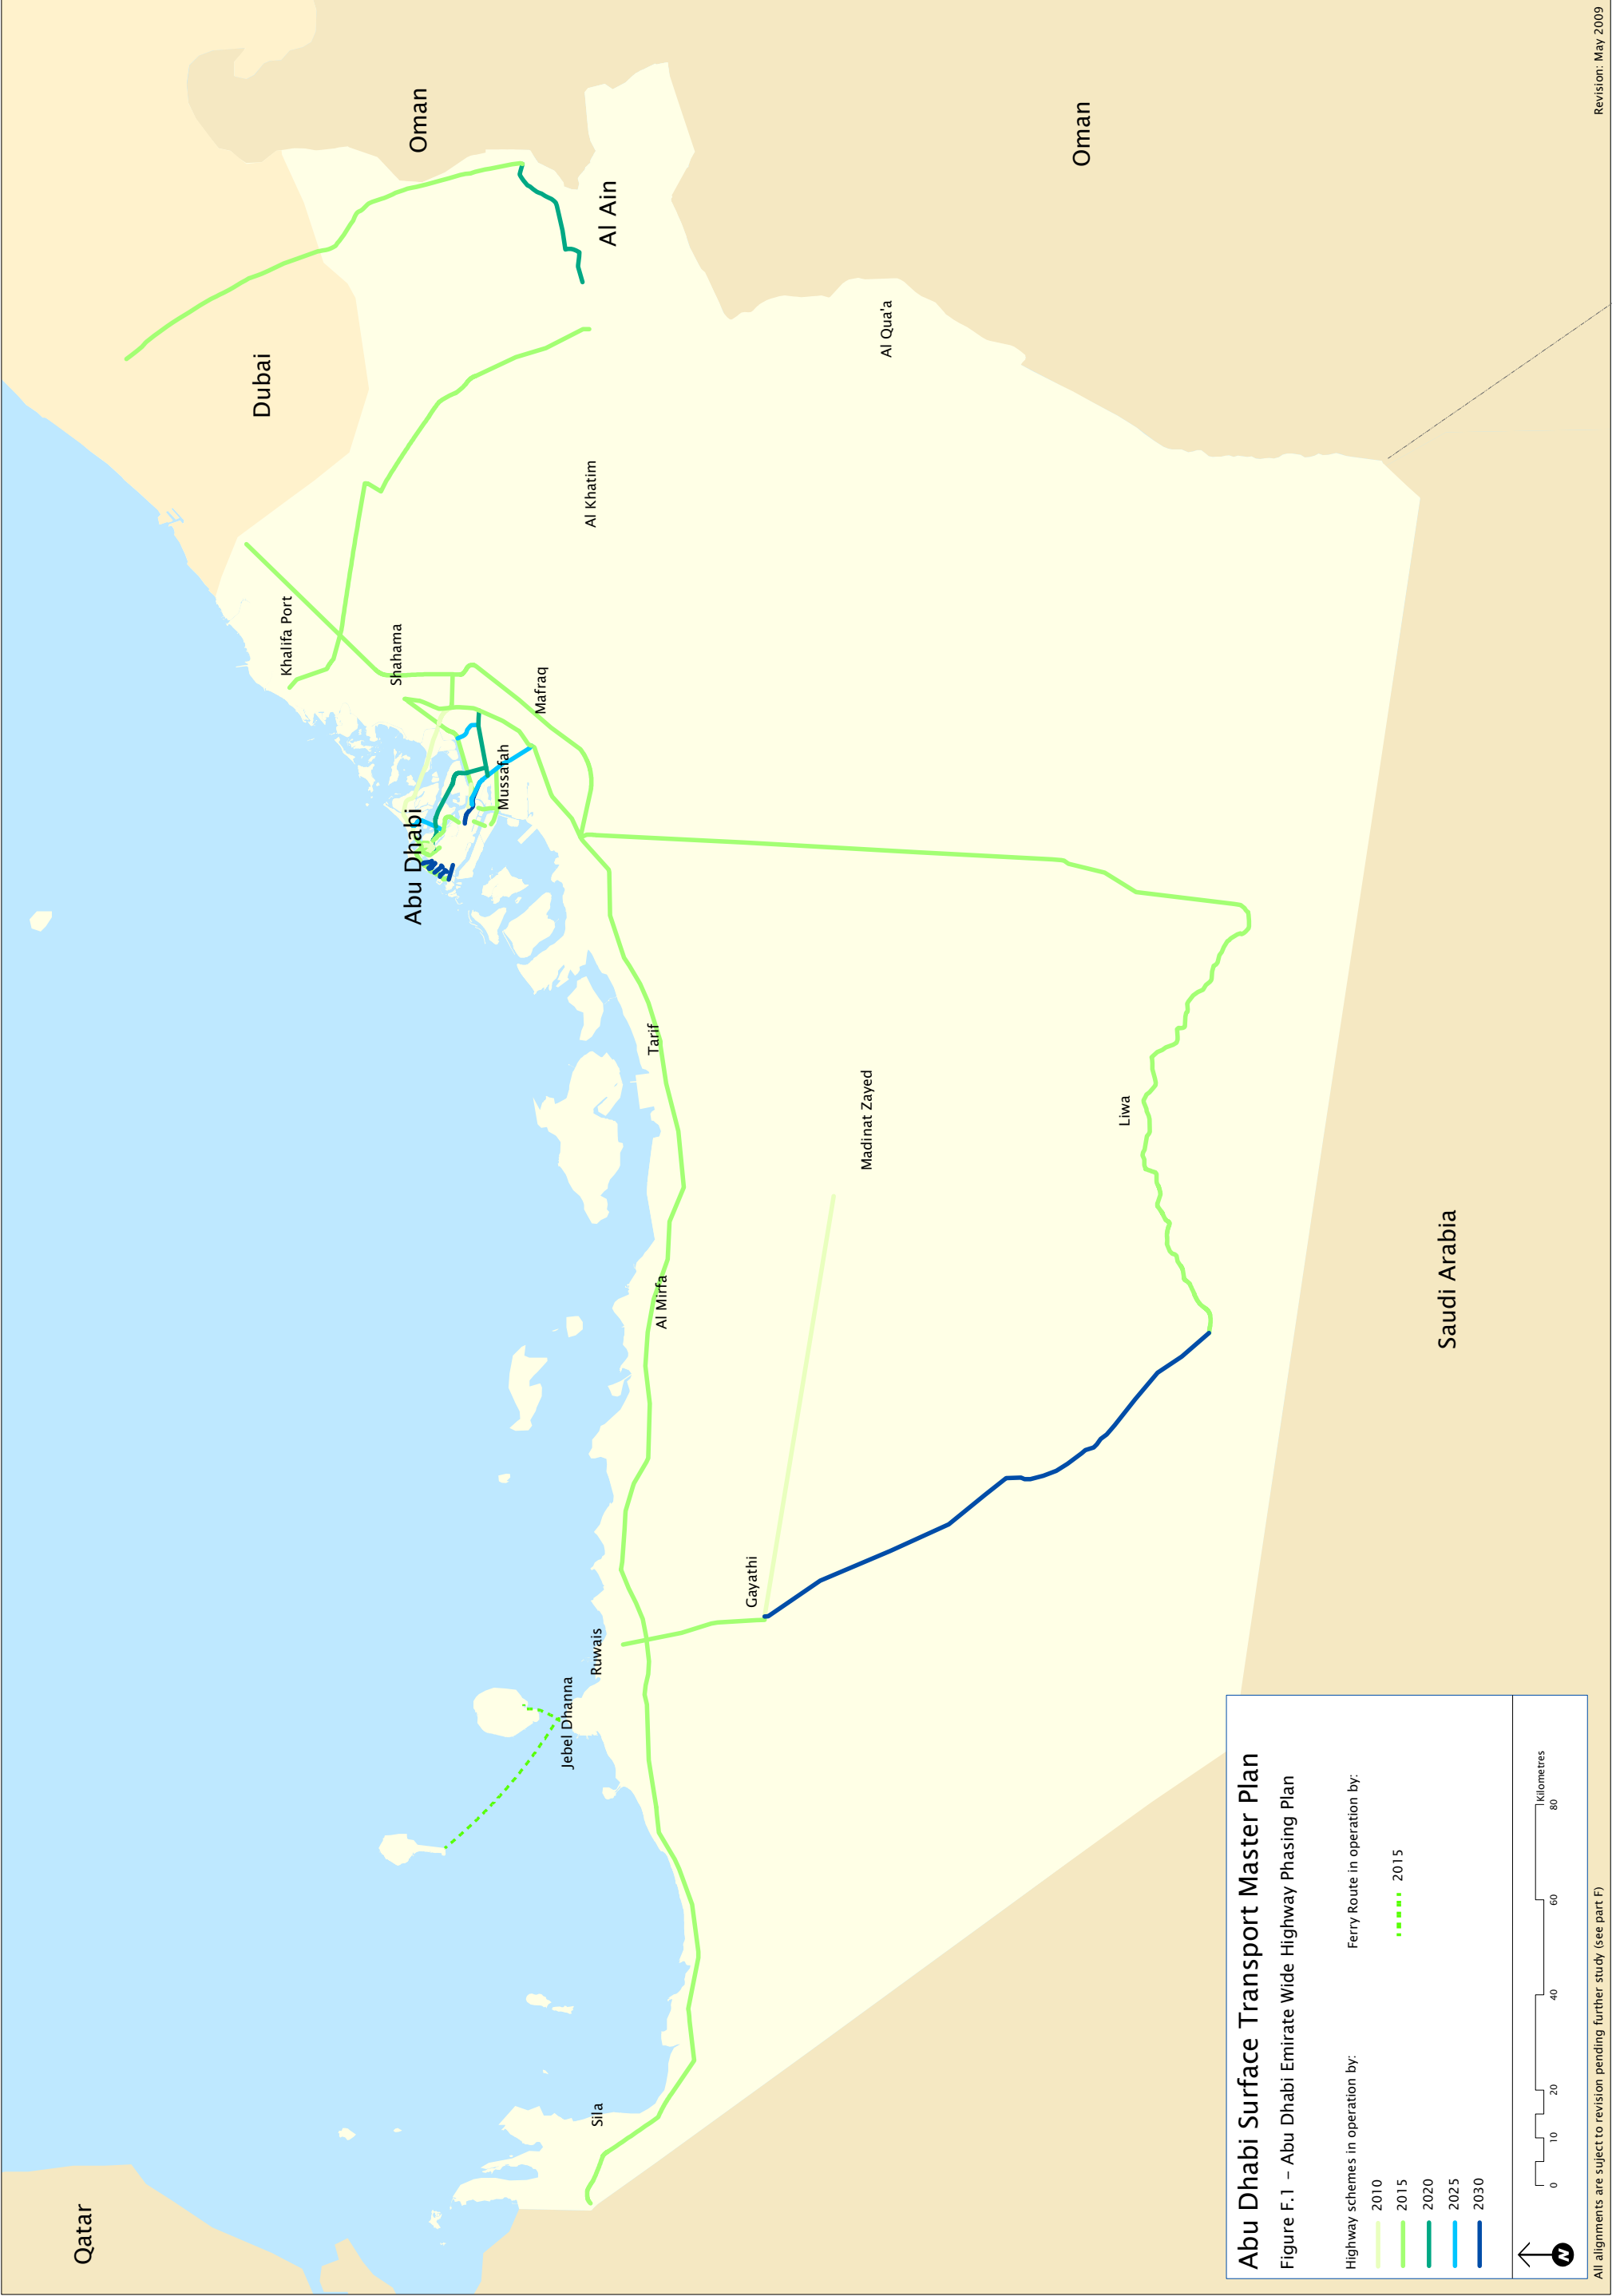 Qatar
Dubai
Oman
Al Ain
Oman
Al Qua'a
Al Khatim
Khalifa Port
Shahama
Mafraq
Mussafah
Abu Dhabi
Tarif
Madinat Zayed
Liwa
Al Mirfa
Gayathi
Ruwais
Jebel Dhanna
Sila
Saudi Arabia
Abu Dhabi Surface Transport Master Plan
Figure F.1 - Abu Dhabi Emirate Wide Highway Phasing Plan
Highway schemes in operation by:
2010
2015
2020
2025
2030
Ferry Route in operation by:
2015
N
0 10 20 40 60 80
Kilometres
All alignments are suject to revision pending further study (see part F)
Revision: May 2009